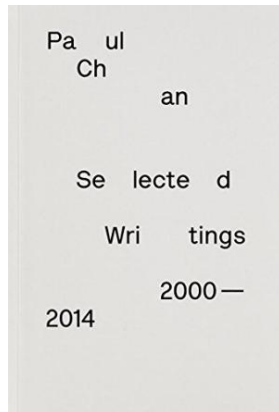 Pa ul
Ch
an
Se lecte d
Wri tings
2000—
2014